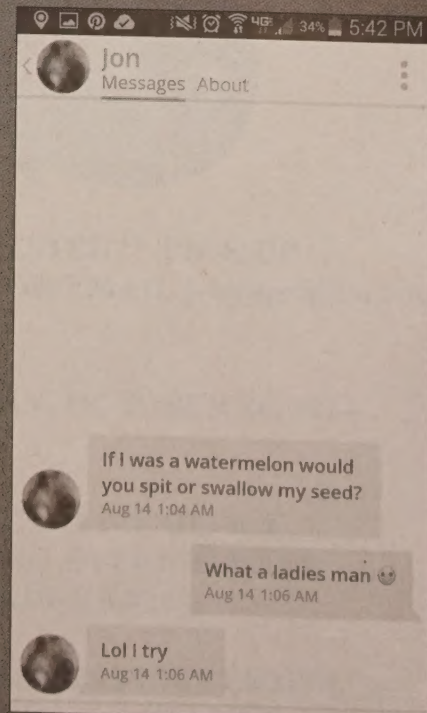 4G 34% 5:42 PM
Jon
Messages About
If I was a watermelon would
you spit or swallow my seed?
Aug 14 1:04 AM
What a ladies man
Aug 14 1:06 AM
Lol I try
Aug 14 1:06 AM